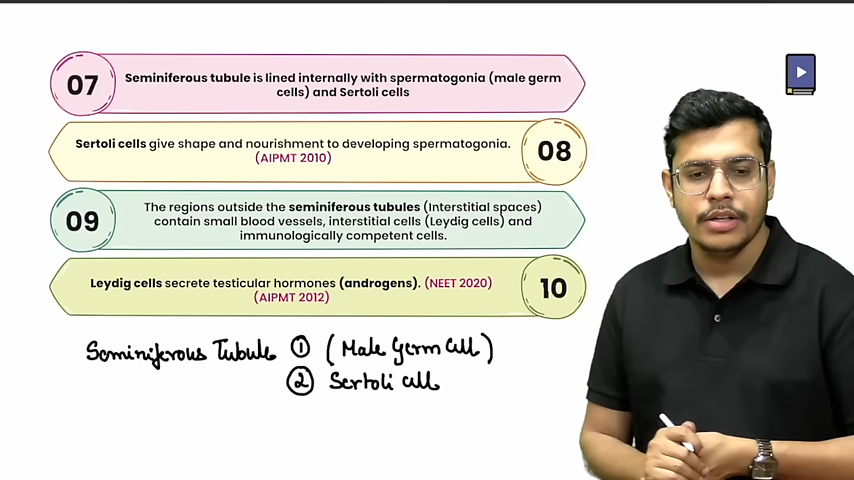 07
Seminiferous tubule is lined internally with spermatogonia (male germ
cells) and Sertoli cells
Sertoli cells give shape and nourishment to developing spermatogonia.
(AIPMT 2010)
08
09
The regions outside the seminiferous tubules (Interstitial spaces)
contain small blood vessels, interstitial cells (Leydig cells) and
immunologically competent cells.
Leydig cells secrete testicular hormones (androgens). (NEET 2020)
(AIPMT 2012)
10
Seminiferous Tubule ① (Male Germ Cell)
② Sertoli cell